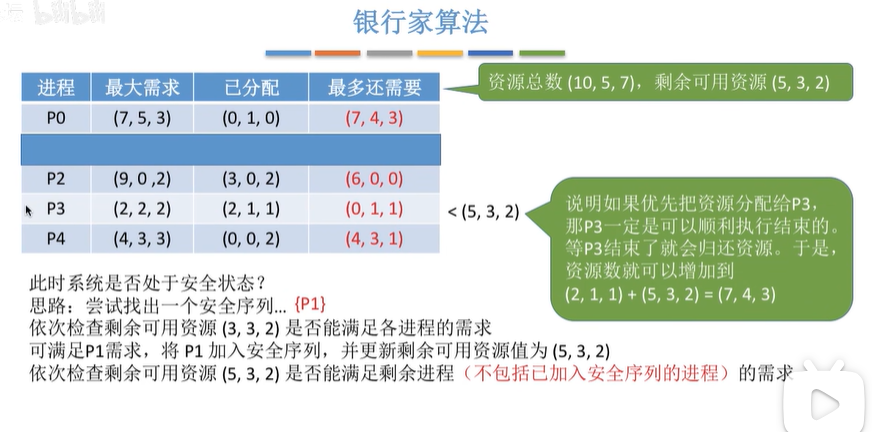 bilibili
银行家算法
进程 最大需求 已分配 最多还需要
P0 (7, 5, 3) (0, 1, 0) (7, 4, 3)
P2 (9, 0 ,2) (3, 0, 2) (6, 0, 0)
P3 (2, 2, 2) (2, 1, 1) (0, 1, 1)
P4 (4, 3, 3) (0, 0, 2) (4, 3, 1)
资源总数 (10, 5, 7)，剩余可用资源 (5, 3, 2)
< (5, 3, 2)
说明如果优先把资源分配给P3，
那P3一定是可以顺利执行结束的。
等P3结束了就会归还资源。于是，
资源数就可以增加到
(2, 1, 1) + (5, 3, 2) = (7, 4, 3)
此时系统是否处于安全状态？
思路：尝试找出一个安全序列... {P1}
依次检查剩余可用资源 (3, 3, 2) 是否能满足各进程的需求
可满足P1需求，将 P1 加入安全序列，并更新剩余可用资源值为 (5, 3, 2)
依次检查剩余可用资源 (5, 3, 2) 是否能满足剩余进程（不包括已加入安全序列的进程）的需求